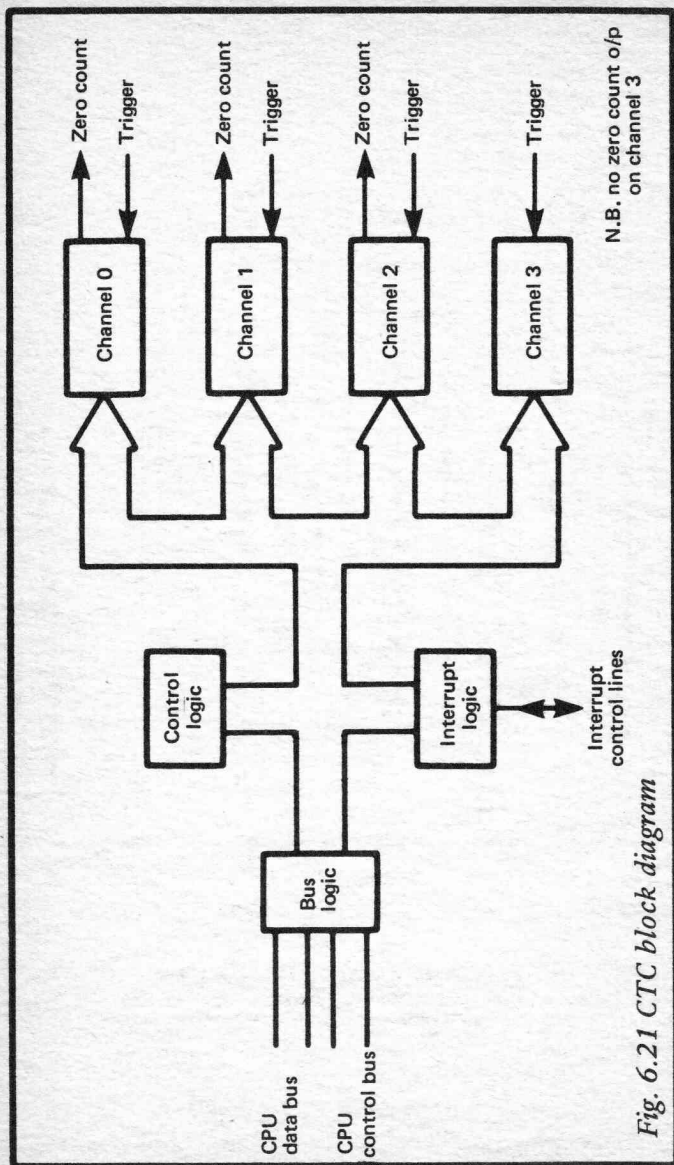 CPU
data bus
CPU
control bus
Bus
logic
Control
logic
Interrupt
logic
Interrupt
control lines
Channel 0
Zero count
Trigger
Channel 1
Zero count
Trigger
Channel 2
Zero count
Trigger
Channel 3
Trigger
N.B. no zero count o/p
on channel 3
Fig. 6.21 CTC block diagram